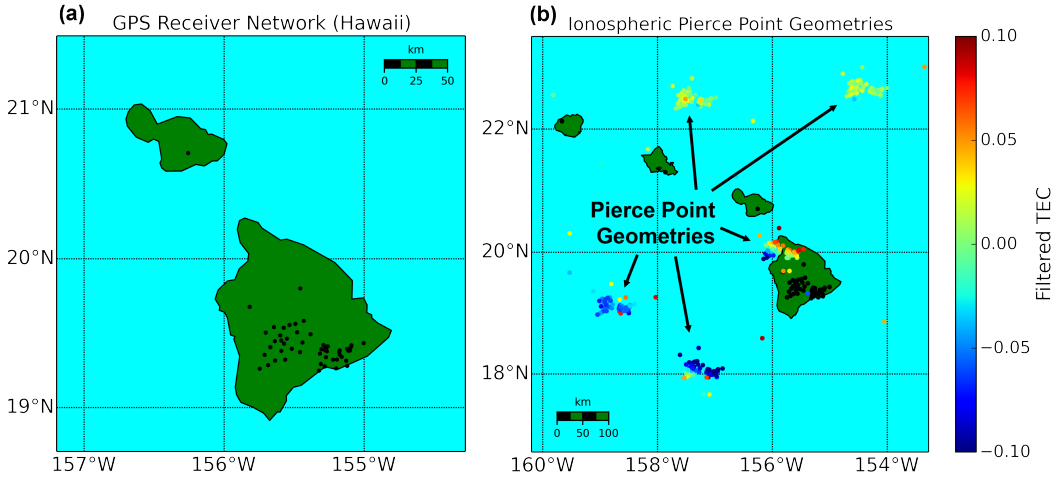 (a)
GPS Receiver Network (Hawaii)
km
0 25 50
21°N
20°N
19°N
157°W 156°W 155°W
(b)
Ionospheric Pierce Point Geometries
22°N
20°N
18°N
Pierce Point
Geometries
km
0 50 100
160°W 158°W 156°W 154°W
0.10
0.05
0.00
−0.05
−0.10
Filtered TEC